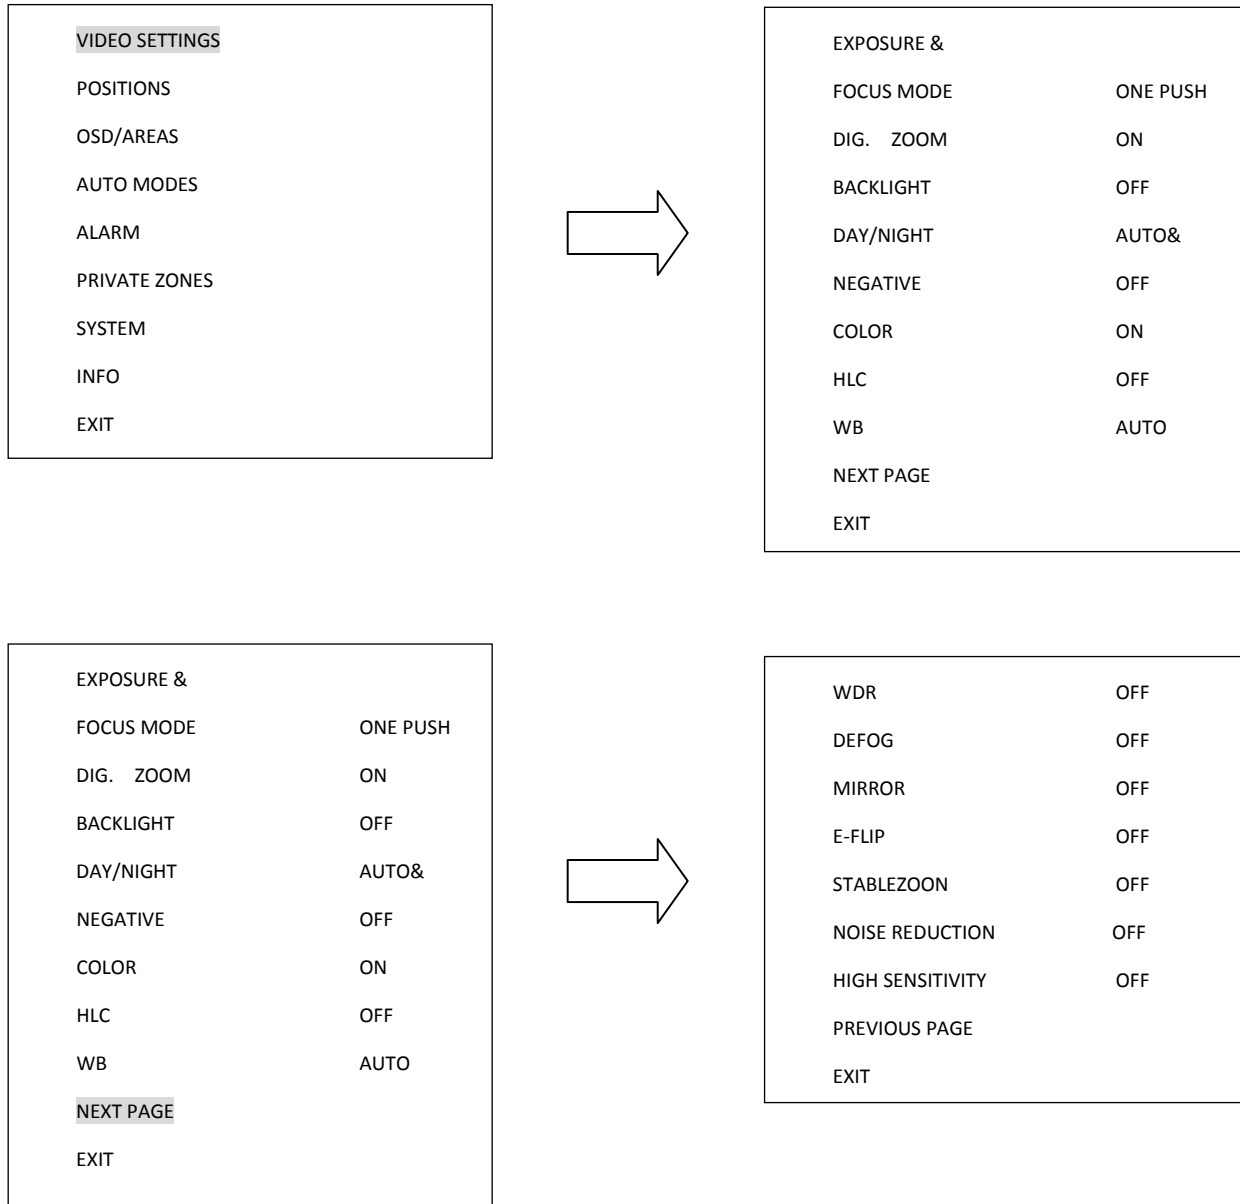 VIDEO SETTINGS
POSITIONS
OSD/AREAS
AUTO MODES
ALARM
PRIVATE ZONES
SYSTEM
INFO
EXIT
EXPOSURE &
FOCUS MODE ONE PUSH
DIG. ZOOM ON
BACKLIGHT OFF
DAY/NIGHT AUTO&
NEGATIVE OFF
COLOR ON
HLC OFF
WB AUTO
NEXT PAGE
EXIT
EXPOSURE &
FOCUS MODE ONE PUSH
DIG. ZOOM ON
BACKLIGHT OFF
DAY/NIGHT AUTO&
NEGATIVE OFF
COLOR ON
HLC OFF
WB AUTO
NEXT PAGE
EXIT
WDR OFF
DEFOG OFF
MIRROR OFF
E-FLIP OFF
STABLEZOON OFF
NOISE REDUCTION OFF
HIGH SENSITIVITY OFF
PREVIOUS PAGE
EXIT